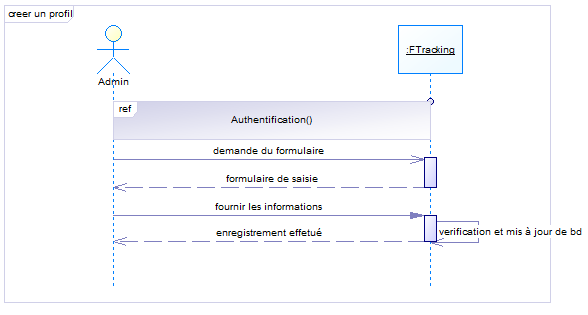 creer un profil
:FTracking
Admin
ref
Authentification()
demande du formulaire
formulaire de saisie
fournir les informations
verification et mis à jour de bd
enregistrement effetué